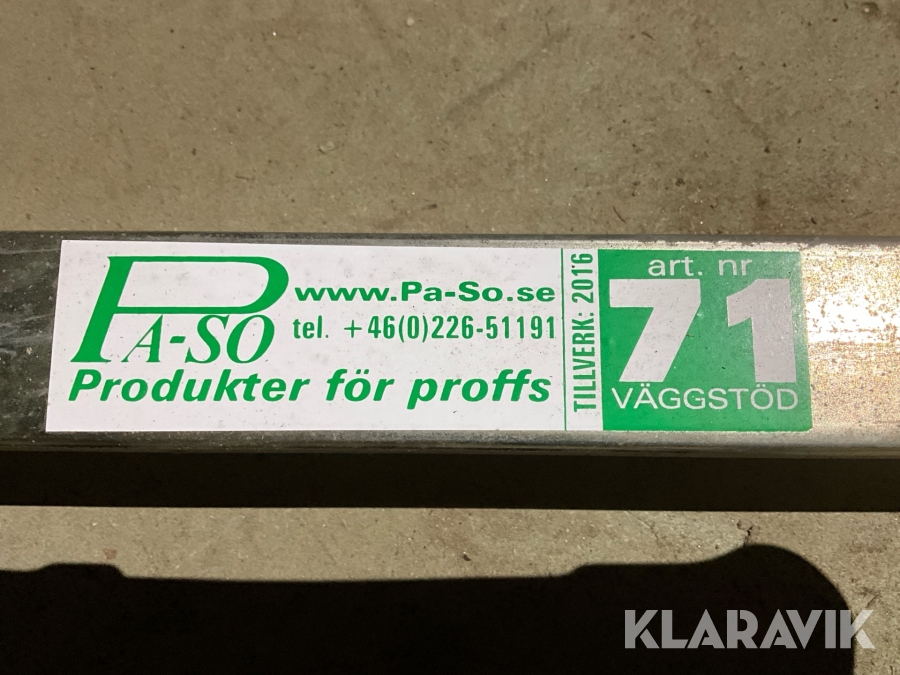 PA-SO
www.Pa-So.se
tel. +46(0)226-51191
Produkter för proffs
TILLVERK: 2016
art. nr
71
VÄGGSTÖD
KLARAVIK